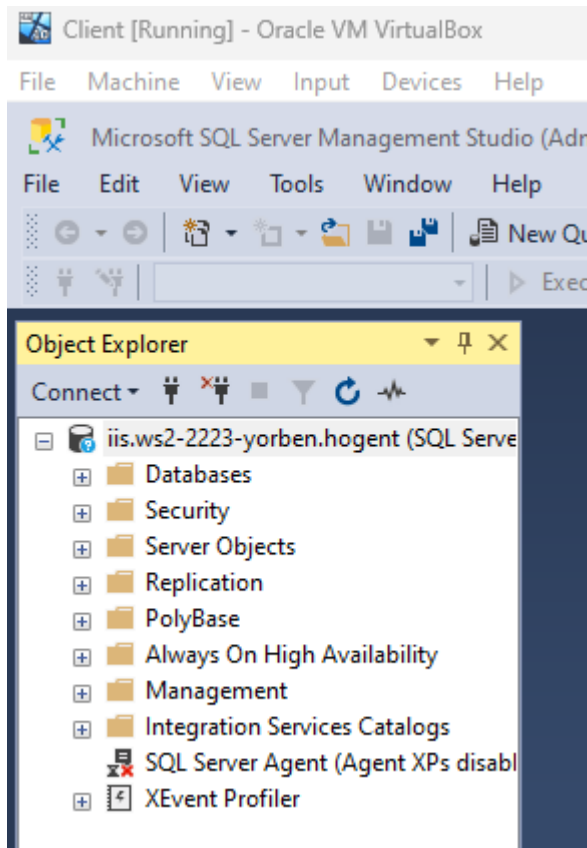 Client [Running] - Oracle VM VirtualBox
File Machine View Input Devices Help
Microsoft SQL Server Management Studio (Adr
File Edit View Tools Window Help
New Qu
Exec
Object Explorer
Connect
iis.ws2-2223-yorben.hogent (SQL Serve
Databases
Security
Server Objects
Replication
PolyBase
Always On High Availability
Management
Integration Services Catalogs
SQL Server Agent (Agent XPs disabl
XEvent Profiler